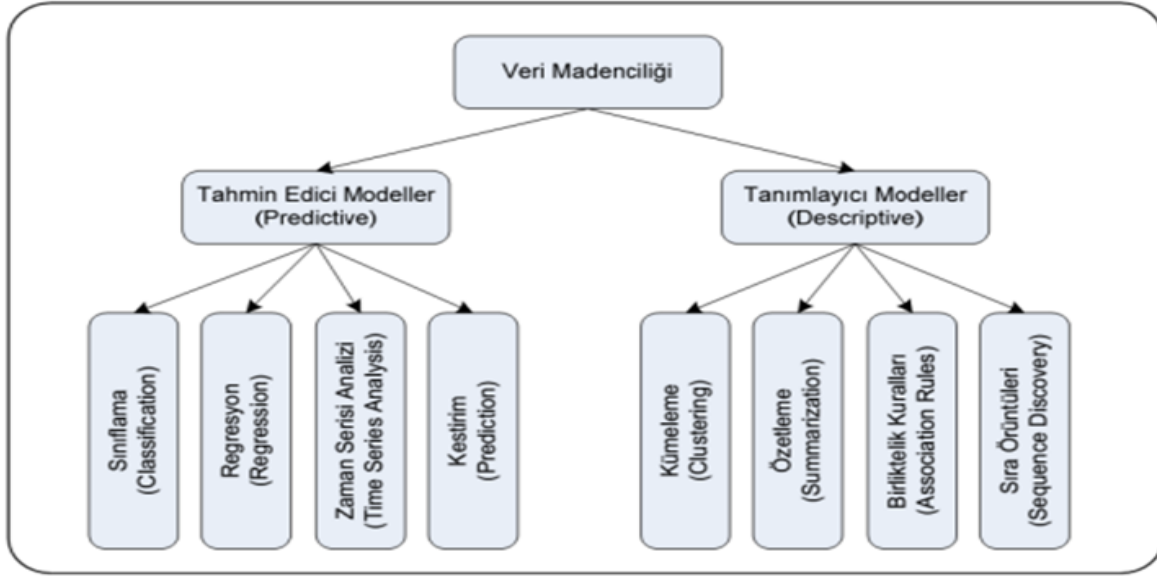 Veri Madenciliği
Tahmin Edici Modeller
(Predictive)
Tanımlayıcı Modeller
(Descriptive)
Sınıflama
(Classification)
Regresyon
(Regression)
Zaman Serisi Analizi
(Time Series Analysis)
Kestirim
(Prediction)
Kümeleme
(Clustering)
Özetleme
(Summarization)
Birliktelik Kuralları
(Association Rules)
Sıra Örüntüleri
(Sequence Discovery)